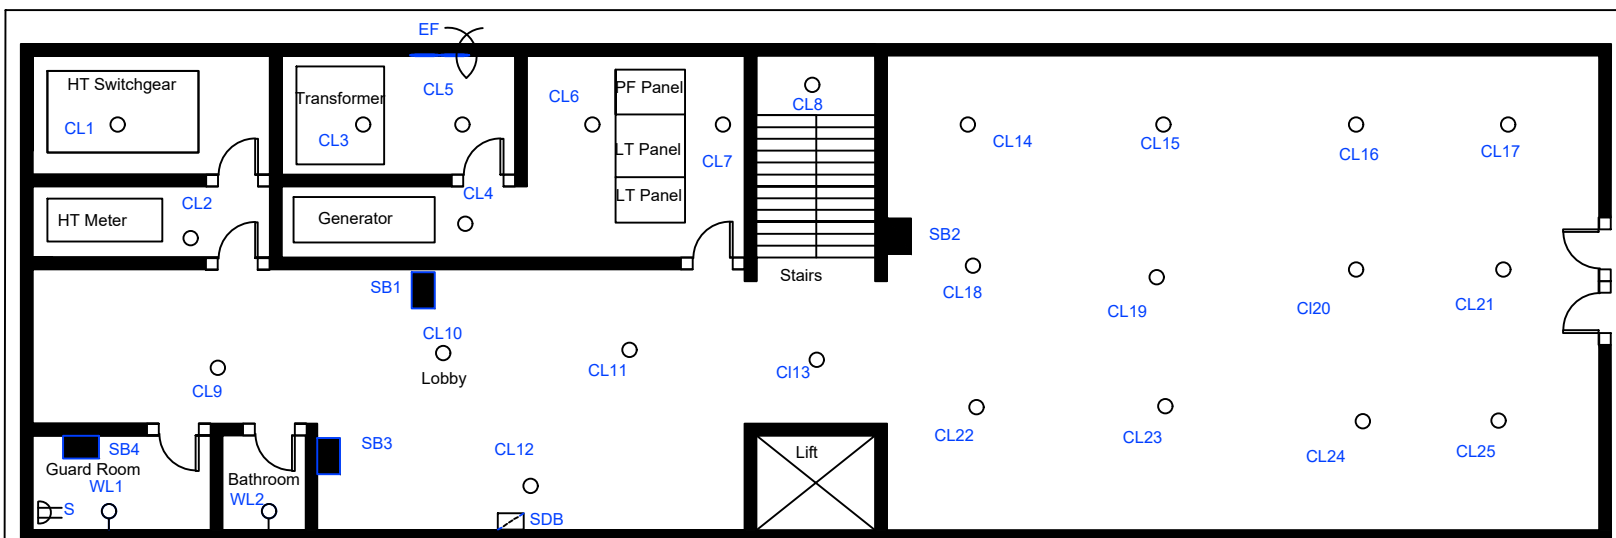 EF
HT Switchgear
PF Panel
CL5
Transformer
CL6
CL8
CL1
CL3
CL14
CL15
CL16
CL17
LT Panel
CL7
CL4
LT Panel
CL2
HT Meter
Generator
SB2
Stairs
SB1
CL18
CL19
Cl20
CL21
CL10
Cl13
CL11
Lobby
CL9
SB3
SB4
CL12
Lift
CL22
CL23
CL24
CL25
Guard Room
Bathroom
WL1
WL2
S
SDB